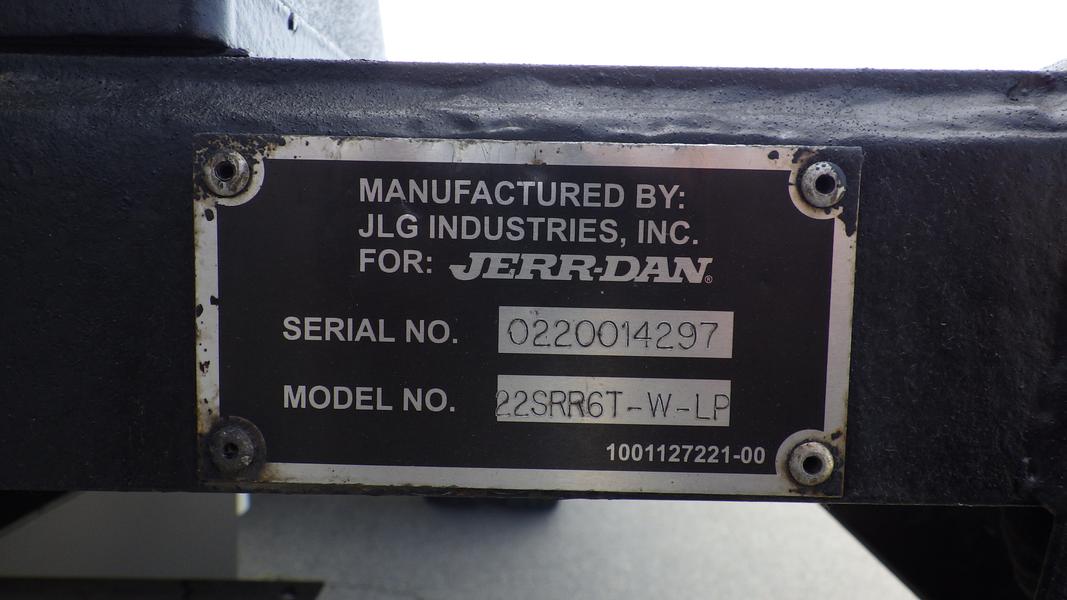 MANUFACTURED BY:
JLG INDUSTRIES, INC.
FOR: JERR-DAN®
SERIAL NO. 0220014297
MODEL NO. 22SRR6T-W-LP
1001127221-00